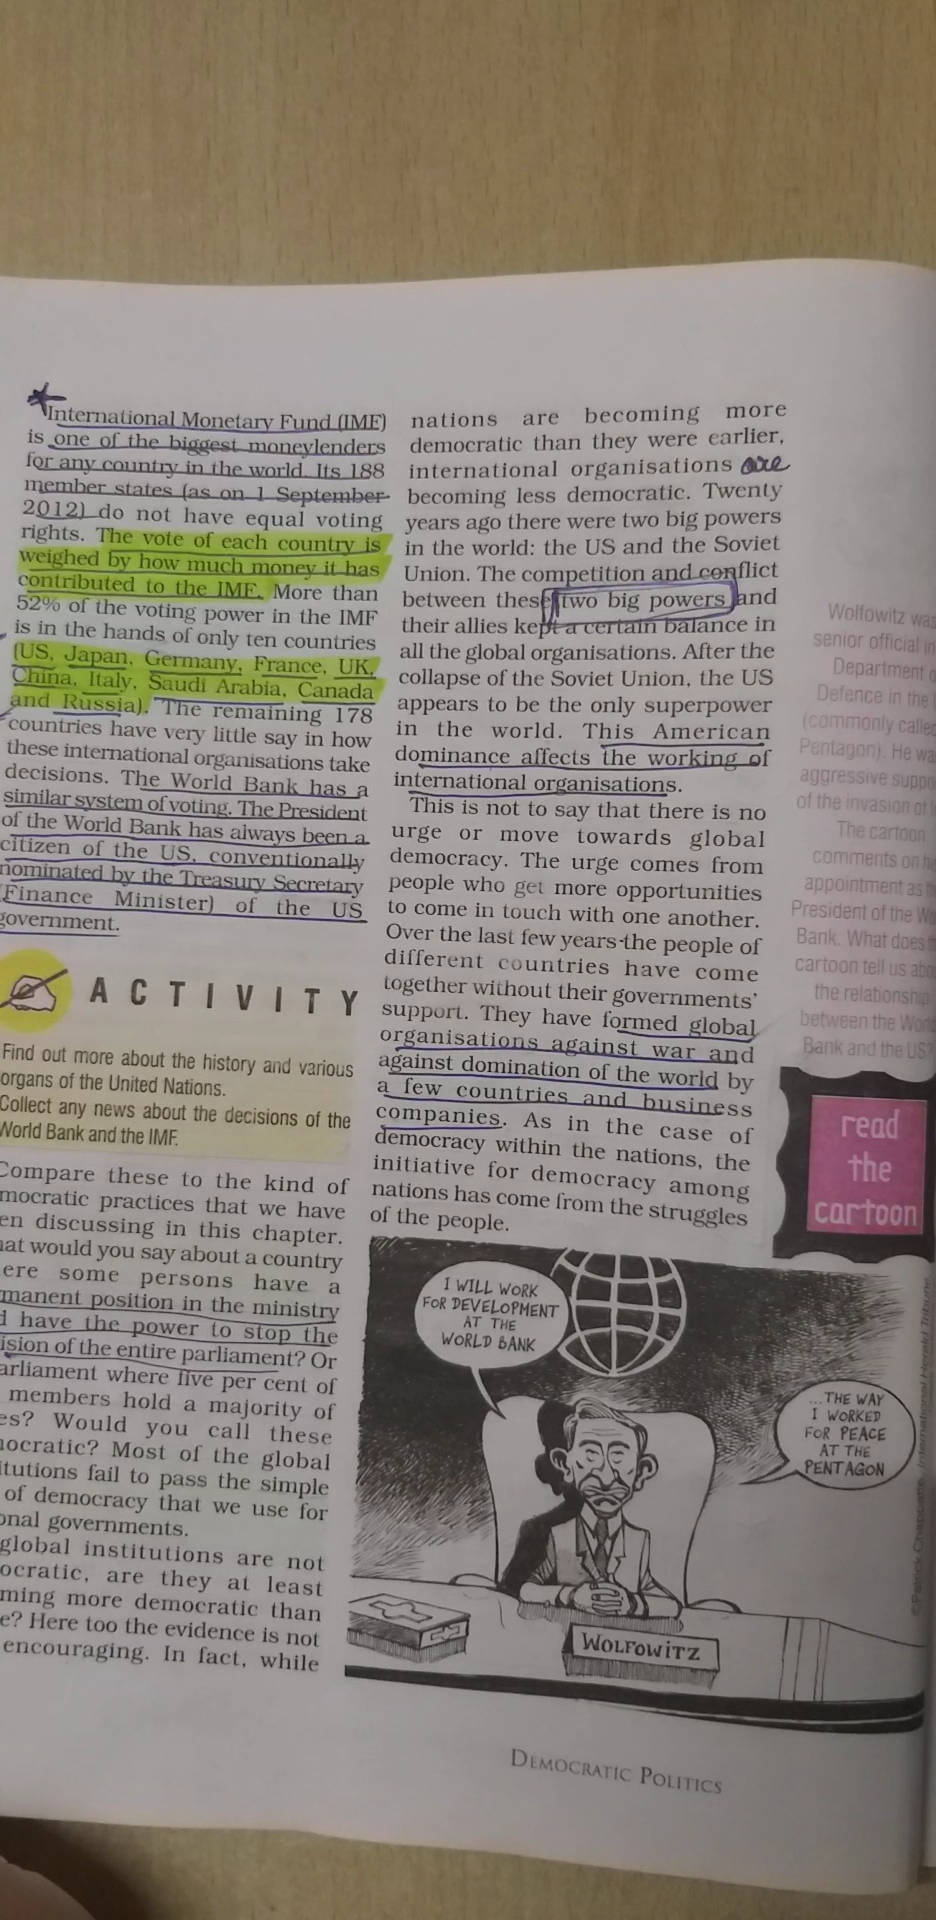 International Monetary Fund (IMF)
is one of the biggest moneylenders
for any country in the world. Its 188
member states (as on 1 September
2012) do not have equal voting
rights. The vote of each country is
weighed by how much money it has
contributed to the IMF. More than
52% of the voting power in the IMF
is in the hands of only ten countries
(US, Japan, Germany, France, UK,
China, Italy, Saudi Arabia, Canada
and Russia). The remaining 178
countries have very little say in how
these international organisations take
decisions. The World Bank has a
similar system of voting. The President
of the World Bank has always been a
citizen of the US, conventionally
nominated by the Treasury Secretary
(Finance Minister) of the US
government.
ACTIVITY
Find out more about the history and various
organs of the United Nations.
Collect any news about the decisions of the
World Bank and the IMF.
Compare these to the kind of
mocratic practices that we have
en discussing in this chapter.
hat would you say about a country
ere some persons have a
manent position in the ministry
d have the power to stop the
ision of the entire parliament? Or
arliament where five per cent of
members hold a majority of
es? Would you call these
mocratic? Most of the global
itutions fail to pass the simple
of democracy that we use for
onal governments.
global institutions are not
ocratic, are they at least
ming more democratic than
e? Here too the evidence is not
encouraging. In fact, while
nations are becoming more
democratic than they were earlier,
international organisations are
becoming less democratic. Twenty
years ago there were two big powers
in the world: the US and the Soviet
Union. The competition and conflict
between these two big powers and
their allies kept a certain balance in
all the global organisations. After the
collapse of the Soviet Union, the US
appears to be the only superpower
in the world. This American
dominance affects the working of
international organisations.
This is not to say that there is no
urge or move towards global
democracy. The urge comes from
people who get more opportunities
to come in touch with one another.
Over the last few years the people of
different countries have come
together without their governments'
support. They have formed global
organisations against war and
against domination of the world by
a few countries and business
companies. As in the case of
democracy within the nations, the
initiative for democracy among
nations has come from the struggles
of the people.
Wolfowitz was
senior official in
Department o
Defence in the
(commonly called
Pentagon). He wa
aggressive suppo
of the invasion of
The cartoon
comments on hi
appointment as th
President of the Wo
Bank. What does th
cartoon tell us abo
the relationship
between the World
Bank and the US?
read
the
cartoon
I WILL WORK
FOR DEVELOPMENT
AT THE
WORLD BANK
...THE WAY
I WORKED
FOR PEACE
AT THE
PENTAGON
WOLFOWITZ
©Patrick Chappatte, International Herald Tribune
DEMOCRATIC POLITICS